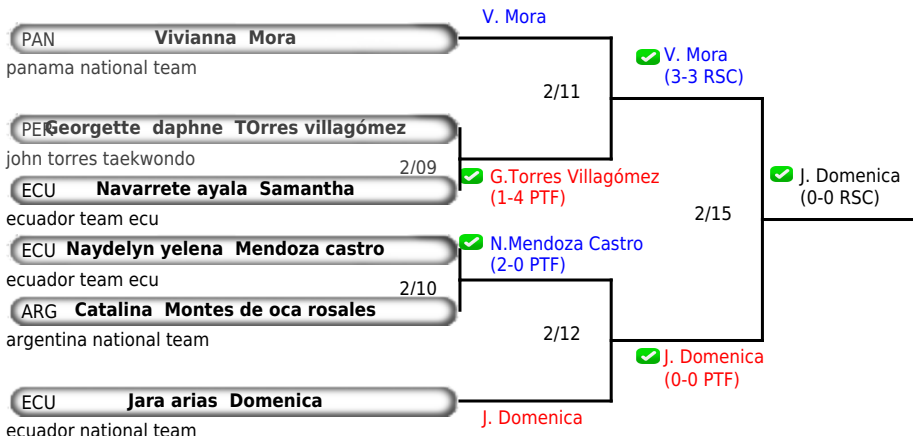 V. Mora
PAN Vivianna Mora
panama national team
V. Mora
(3-3 RSC)
2/11
PER Georgette daphne TOrres villagómez
john torres taekwondo
2/09
G.Torres Villagómez
(1-4 PTF)
ECU Navarrete ayala Samantha
ecuador team ecu
J. Domenica
(0-0 RSC)
2/15
ECU Naydelyn yelena Mendoza castro
ecuador team ecu
N.Mendoza Castro
(2-0 PTF)
2/10
ARG Catalina Montes de oca rosales
argentina national team
2/12
J. Domenica
(0-0 PTF)
ECU Jara arias Domenica
ecuador national team
J. Domenica